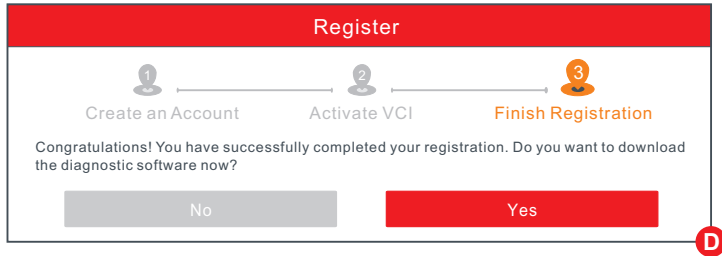 Register
1 2 3
Create an Account Activate VCI Finish Registration
Congratulations! You have successfully completed your registration. Do you want to download
the diagnostic software now?
No Yes
D